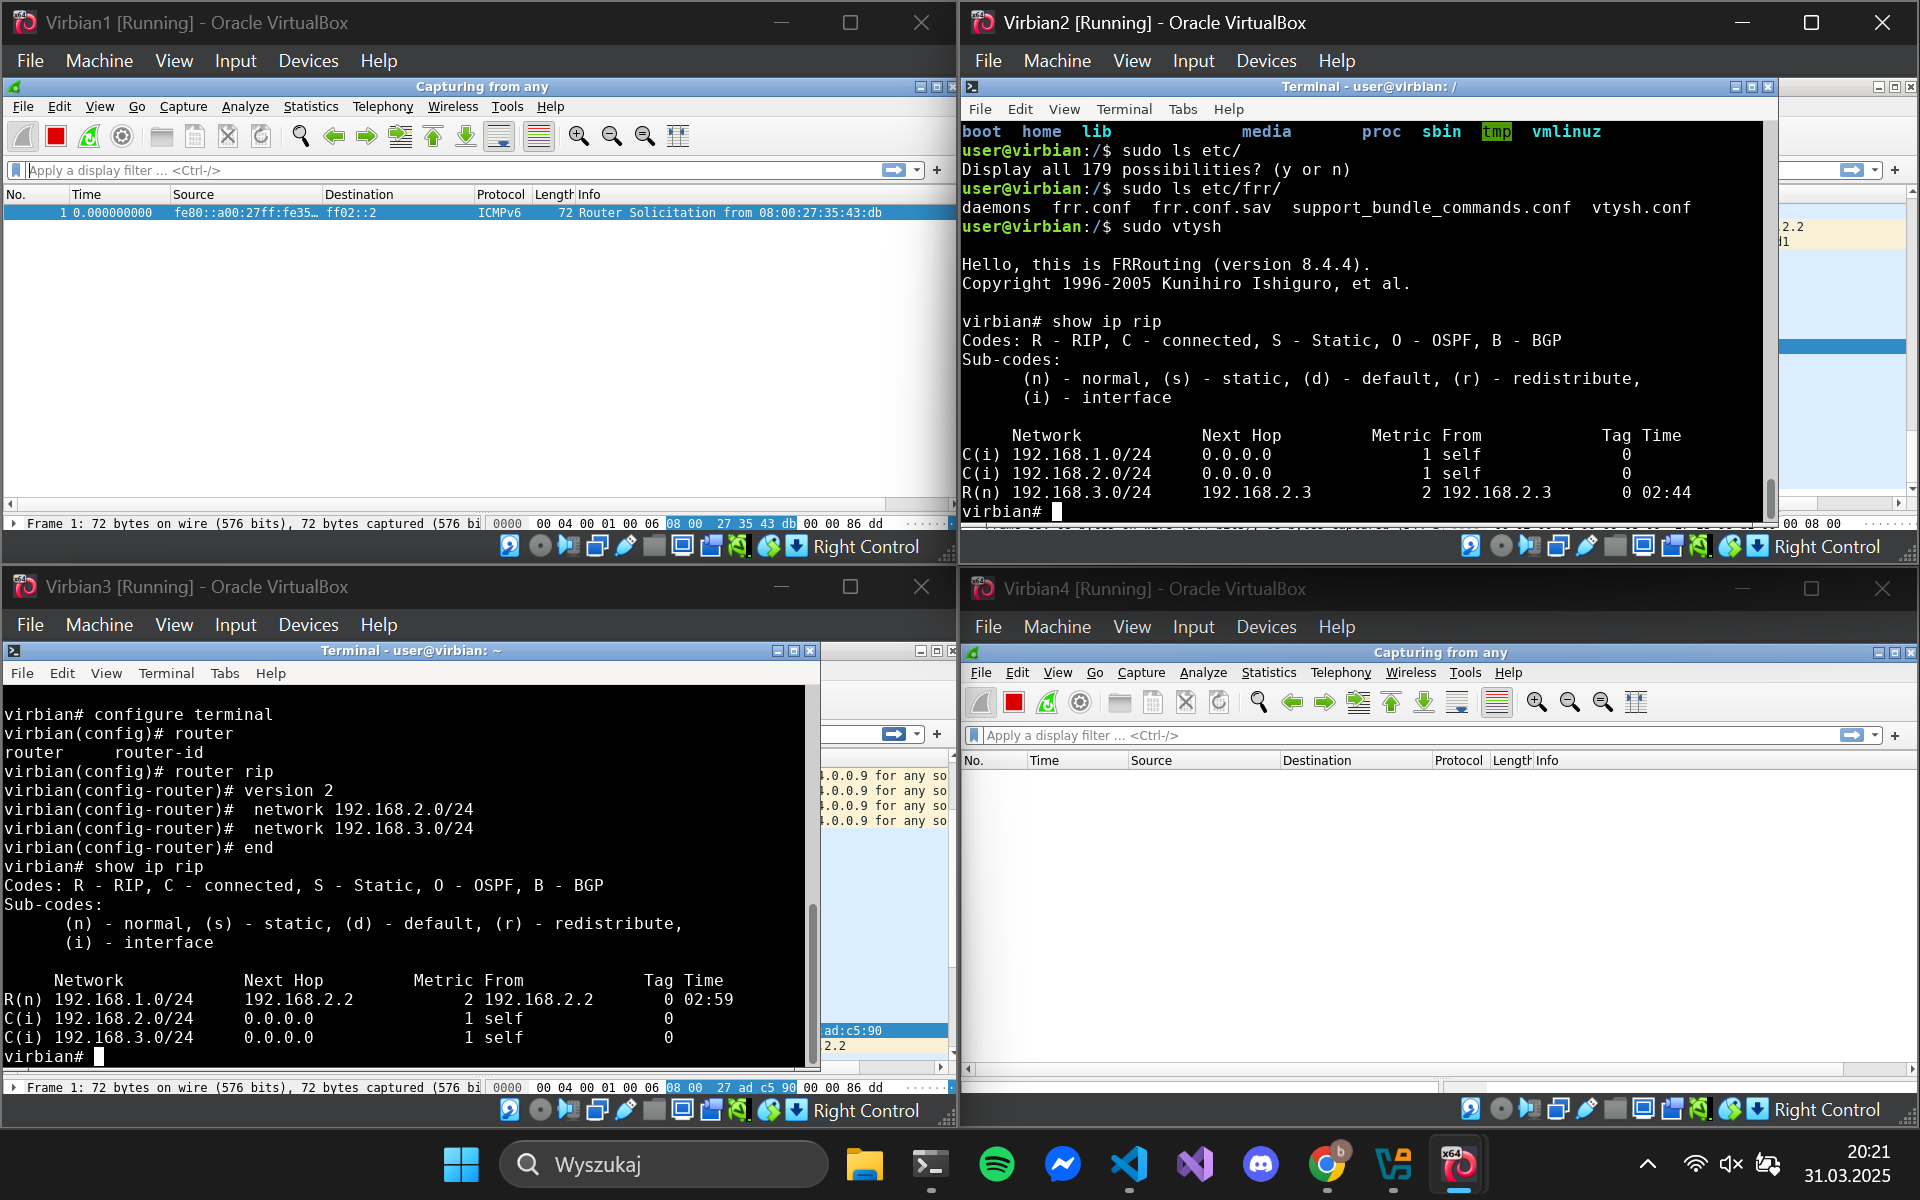 Virbian1 [Running] - Oracle VirtualBox
File Machine View Input Devices Help
Capturing from any
File Edit View Go Capture Analyze Statistics Telephony Wireless Tools Help
Apply a display filter ... <Ctrl-/>
No. Time Source Destination Protocol Length Info
1 0.000000000 fe80::a00:27ff:fe35… ff02::2 ICMPv6 72 Router Solicitation from 08:00:27:35:43:db
Frame 1: 72 bytes on wire (576 bits), 72 bytes captured (576 bi
0000 00 04 00 01 00 06 08 00 27 35 43 db 00 00 86 dd
Right Control
Virbian2 [Running] - Oracle VirtualBox
File Machine View Input Devices Help
Terminal - user@virbian: /
File Edit View Terminal Tabs Help
boot home lib media proc sbin tmp vmlinuz
user@virbian:/$ sudo ls etc/
Display all 179 possibilities? (y or n)
user@virbian:/$ sudo ls etc/frr/
daemons frr.conf frr.conf.sav support_bundle_commands.conf vtysh.conf
user@virbian:/$ sudo vtysh
Hello, this is FRRouting (version 8.4.4).
Copyright 1996-2005 Kunihiro Ishiguro, et al.
virbian# show ip rip
Codes: R - RIP, C - connected, S - Static, O - OSPF, B - BGP
Sub-codes:
(n) - normal, (s) - static, (d) - default, (r) - redistribute,
(i) - interface
Network Next Hop Metric From Tag Time
C(i) 192.168.1.0/24 0.0.0.0 1 self 0
C(i) 192.168.2.0/24 0.0.0.0 1 self 0
R(n) 192.168.3.0/24 192.168.2.3 2 192.168.2.3 0 02:44
virbian#
.2.2
d1
00 08 00
Right Control
Virbian3 [Running] - Oracle VirtualBox
File Machine View Input Devices Help
Terminal - user@virbian: ~
File Edit View Terminal Tabs Help
virbian# configure terminal
virbian(config)# router
router router-id
virbian(config)# router rip
virbian(config-router)# version 2
virbian(config-router)# network 192.168.2.0/24
virbian(config-router)# network 192.168.3.0/24
virbian(config-router)# end
virbian# show ip rip
Codes: R - RIP, C - connected, S - Static, O - OSPF, B - BGP
Sub-codes:
(n) - normal, (s) - static, (d) - default, (r) - redistribute,
(i) - interface
Network Next Hop Metric From Tag Time
R(n) 192.168.1.0/24 192.168.2.2 2 192.168.2.2 0 02:59
C(i) 192.168.2.0/24 0.0.0.0 1 self 0
C(i) 192.168.3.0/24 0.0.0.0 1 self 0
virbian#
4.0.0.9 for any so
4.0.0.9 for any so
4.0.0.9 for any so
4.0.0.9 for any so
:ad:c5:90
.2.2
Frame 1: 72 bytes on wire (576 bits), 72 bytes captured (576 bi
0000 00 04 00 01 00 06 08 00 27 ad c5 90 00 00 86 dd
Right Control
Virbian4 [Running] - Oracle VirtualBox
File Machine View Input Devices Help
Capturing from any
File Edit View Go Capture Analyze Statistics Telephony Wireless Tools Help
Apply a display filter ... <Ctrl-/>
No. Time Source Destination Protocol Length Info
Right Control
Wyszukaj
b
x64
20:21
31.03.2025